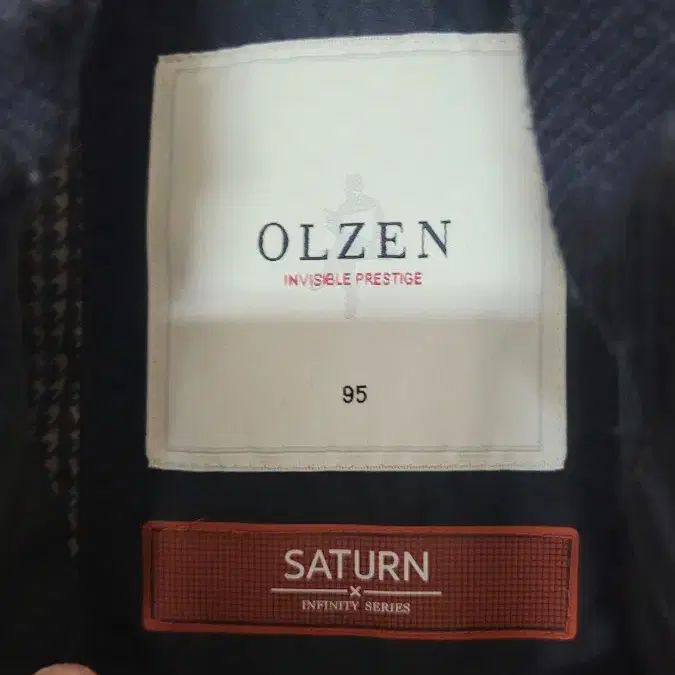 OLZEN
INVISIBLE PRESTIGE
95
SATURN
INFINITY SERIES